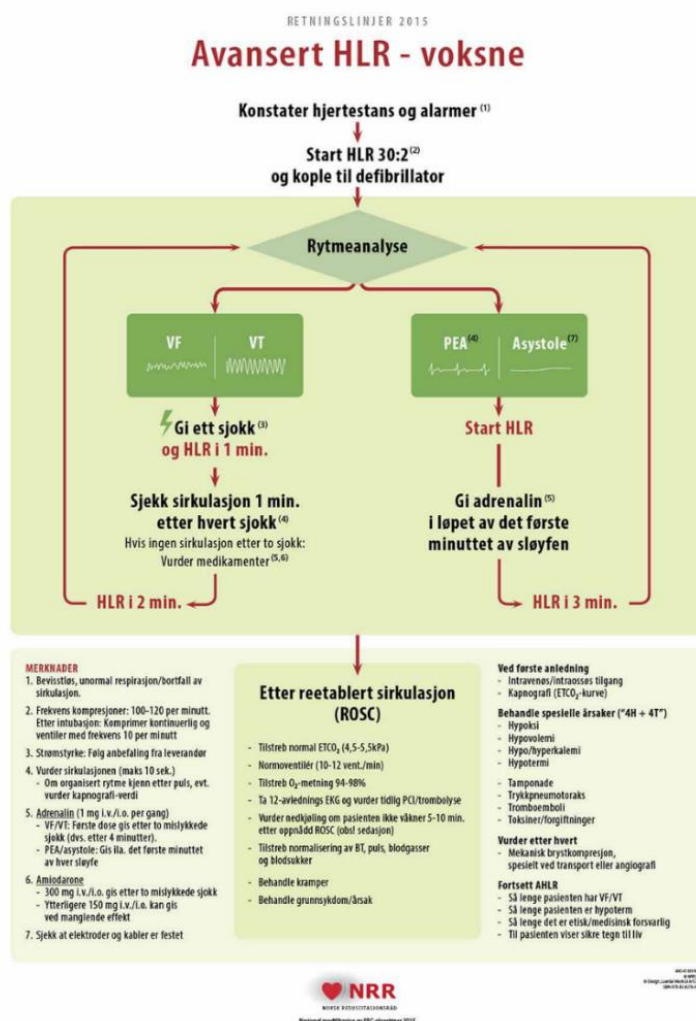 RETNINGSLINJER 2015
Avansert HLR - voksne
Konstater hjertestans og alarmer (1)
Start HLR 30:2 (2)
og kople til defibrillator
Rytmeanalyse
VF
VT
Gi ett sjokk (3)
og HLR i 1 min.
Sjekk sirkulasjon 1 min.
etter hvert sjokk (4)
Hvis ingen sirkulasjon etter to sjokk:
Vurder medikamenter (5,6)
HLR i 2 min.
PEA (4)
Asystole (7)
Start HLR
Gi adrenalin (5)
i løpet av det første
minuttet av sløyfen
HLR i 3 min.
MERKNADER
1. Bevisstløs, unormal respirasjon/bortfall av
sirkulasjon.
2. Frekvens kompresjoner: 100-120 per minutt.
Etter intubasjon: Komprimer kontinuerlig og
ventiler med frekvens 10 per minutt
3. Strømstyrke: Følg anbefaling fra leverandør
4. Vurder sirkulasjonen (maks 10 sek.)
- Om organisert rytme kjenn etter puls, evt.
vurder kapnografi-verdi
5. Adrenalin (1 mg i.v./i.o. per gang)
- VF/VT: Første dose gis etter to mislykkede
sjokk (dvs. etter 4 minutter).
- PEA/asystole: Gis ila. det første minuttet
av hver sløyfe
6. Amiodarone
- 300 mg i.v./i.o. gis etter to mislykkede sjokk
- Ytterligere 150 mg i.v./i.o. kan gis
ved manglende effekt
7. Sjekk at elektroder og kabler er festet
Etter reetablert sirkulasjon
(ROSC)
- Tilstreb normal ETCO₂ (4,5-5,5kPa)
- Normoventilér (10-12 vent./min)
- Tilstreb O₂-metning 94-98%
- Ta 12-avlednings EKG og vurder tidlig PCI/trombolyse
- Vurder nedkjøling om pasienten ikke våkner 5-10 min.
etter oppnådd ROSC (obs! sedasjon)
- Tilstreb normalisering av BT, puls, blodgasser
og blodsukker
- Behandle kramper
- Behandle grunnsykdom/årsak
Ved første anledning
- Intravenøs/intraossøs tilgang
- Kapnografi (ETCO₂-kurve)
Behandle spesielle årsaker ("4H + 4T")
- Hypoksi
- Hypovolemi
- Hypo/hyperkalemi
- Hypotermi
- Tamponade
- Trykkpneumotoraks
- Tromboemboli
- Toksiner/forgiftninger
Vurder etter hvert
- Mekanisk brystkompresjon,
spesielt ved transport eller angiografi
Fortsett AHLR
- Så lenge pasienten har VF/VT
- Så lenge pasienten er hypoterm
- Så lenge det er etisk/medisinsk forsvarlig
- Til pasienten viser sikre tegn til liv
NRR
NORSK RESUSCITASJONSRÅD